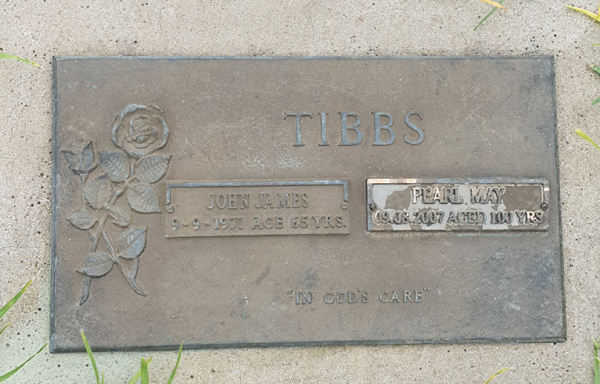 TIBBS
JOHN JAMES
9-9-1971 AGE 65 YRS.
PEARL MAY
09.08.2007 AGED 100 YRS
"IN GOD'S CARE"